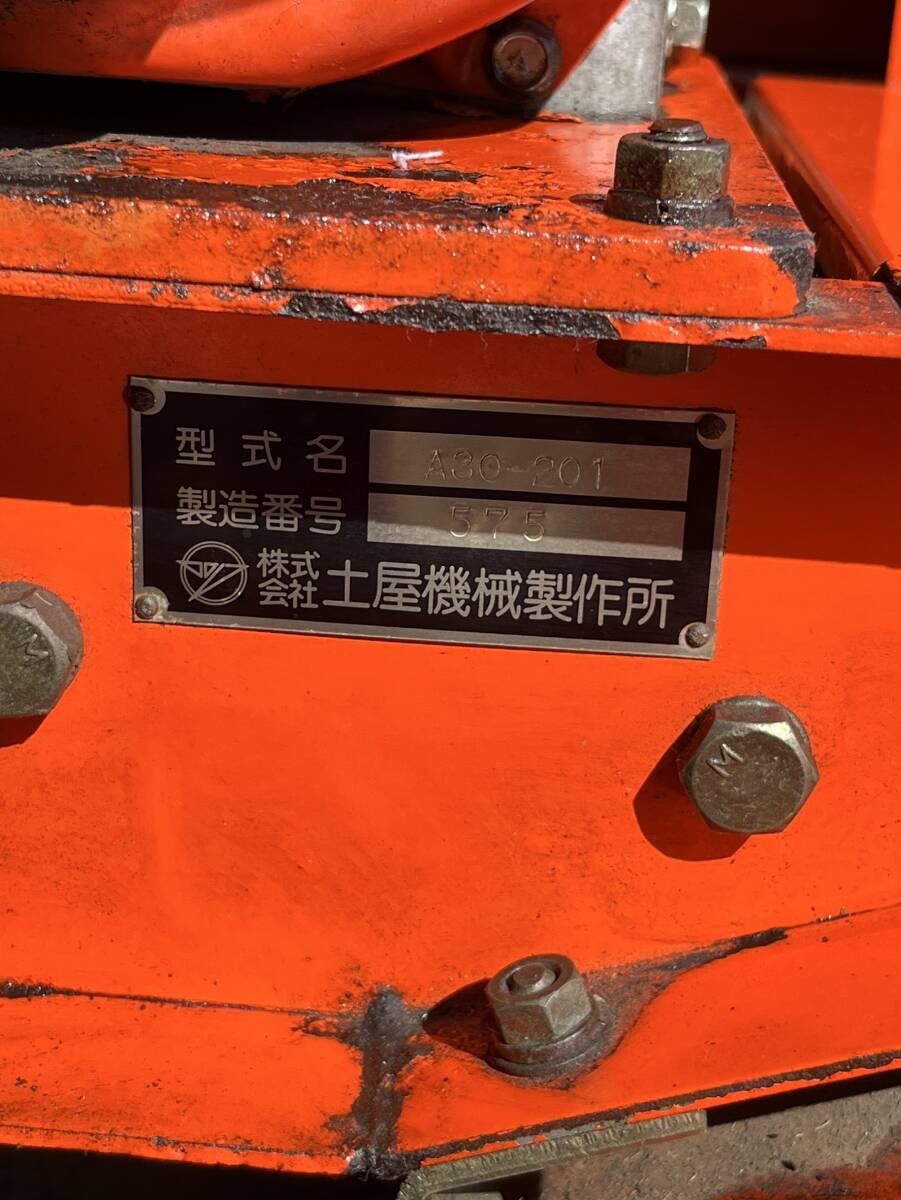 型式名 A30-201
製造番号 575
株式会社 土屋機械製作所
M
M